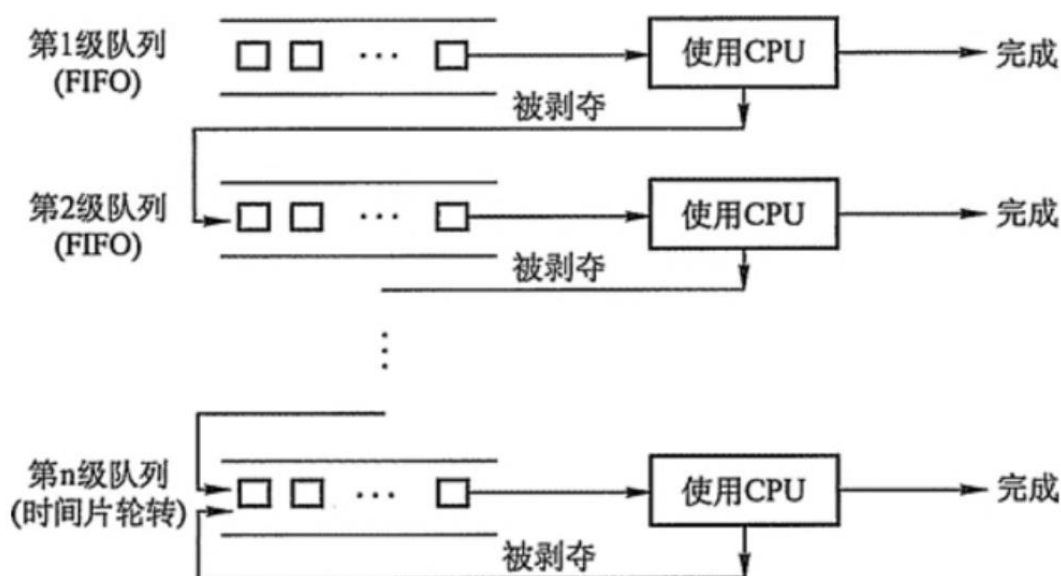 第1级队列
(FIFO)
使用CPU
完成
被剥夺
第2级队列
(FIFO)
使用CPU
完成
被剥夺
第n级队列
(时间片轮转)
使用CPU
完成
被剥夺